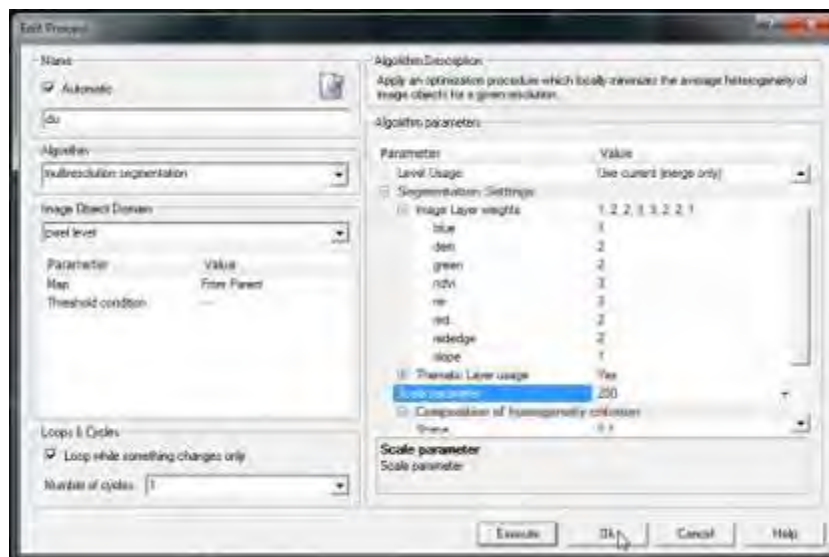 Edit Process
Name
Automatic
do
Algorithm
multiresolution segmentation
Image Object Domain
pixel level
Parameter Value
Map From Parent
Threshold condition ---
Loops & Cycles
Loop while something changes only
Number of cycles 1
Algorithm Description
Apply an optimization procedure which locally minimizes the average heterogeneity of
image objects for a given resolution.
Algorithm parameters
Parameter Value
Level Usage Use current (merge only)
Segmentation Settings
Image Layer weights 1, 2, 2, 3, 3, 2, 2, 1
blue 1
dem 2
green 2
ndvi 3
nir 3
red 2
rededge 2
slope 1
Thematic Layer usage Yes
Scale parameter 200
Composition of homogeneity criterion
Shape 0.1
Scale parameter
Scale parameter
Execute Ok Cancel Help